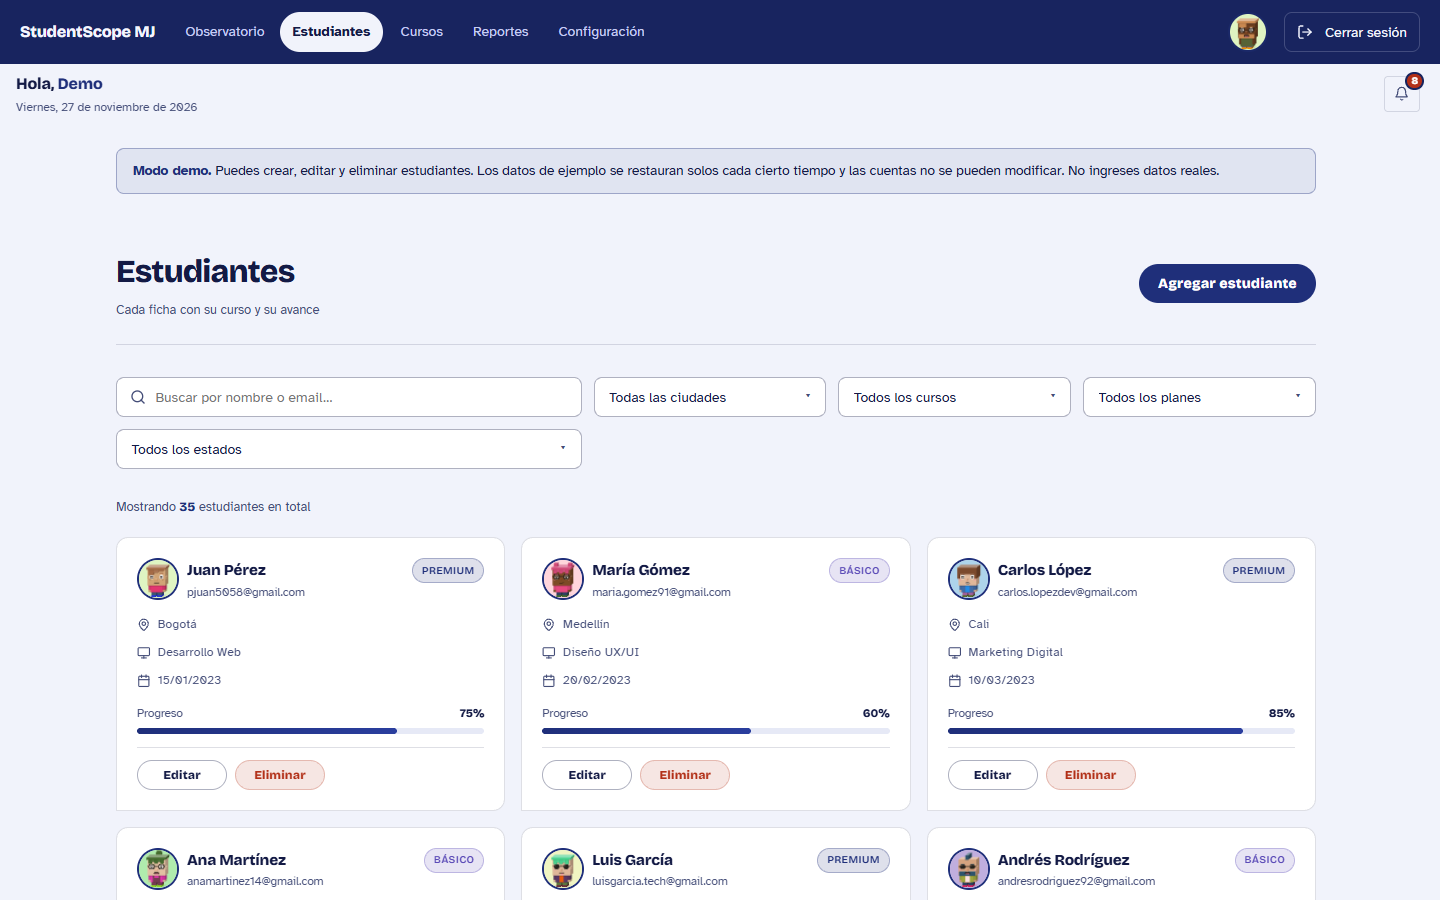 StudentScope MJ
Observatorio
Estudiantes
Cursos
Reportes
Configuración
Cerrar sesión
Hola, Demo
Viernes, 27 de noviembre de 2026
8
Modo demo. Puedes crear, editar y eliminar estudiantes. Los datos de ejemplo se restauran solos cada cierto tiempo y las cuentas no se pueden modificar. No ingreses datos reales.
Estudiantes
Cada ficha con su curso y su avance
Agregar estudiante
Buscar por nombre o email...
Todas las ciudades
Todos los cursos
Todos los planes
Todos los estados
Mostrando 35 estudiantes en total
Juan Pérez
PREMIUM
pjuan5058@gmail.com
Bogotá
Desarrollo Web
15/01/2023
Progreso 75%
Editar
Eliminar
María Gómez
BÁSICO
maria.gomez91@gmail.com
Medellín
Diseño UX/UI
20/02/2023
Progreso 60%
Editar
Eliminar
Carlos López
PREMIUM
carlos.lopezdev@gmail.com
Cali
Marketing Digital
10/03/2023
Progreso 85%
Editar
Eliminar
Ana Martínez
BÁSICO
anamartinez14@gmail.com
Luis García
PREMIUM
luisgarcia.tech@gmail.com
Andrés Rodríguez
BÁSICO
andresrodriguez92@gmail.com